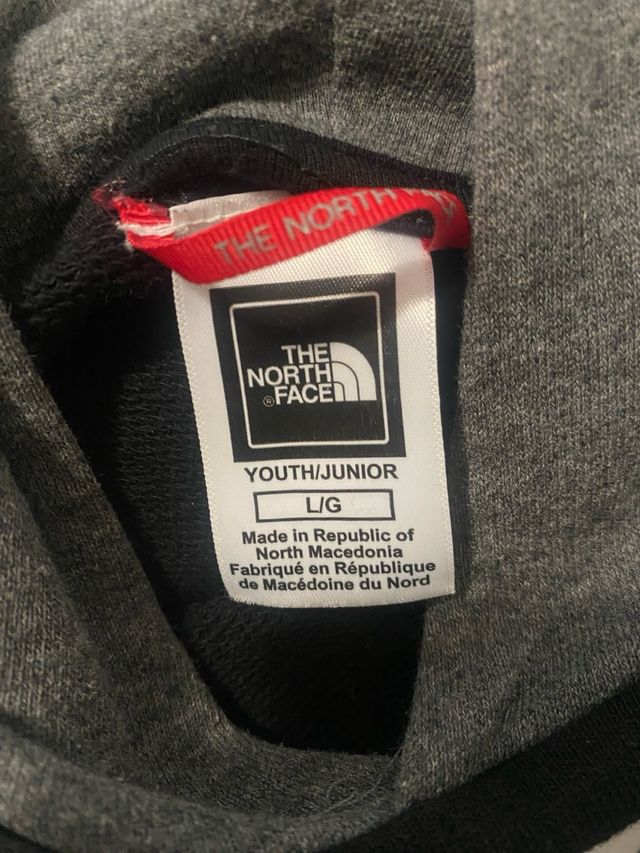 THE NORTH
THE
NORTH
® FACE
YOUTH/JUNIOR
L/G
Made in Republic of
North Macedonia
Fabriqué en République
de Macédoine du Nord